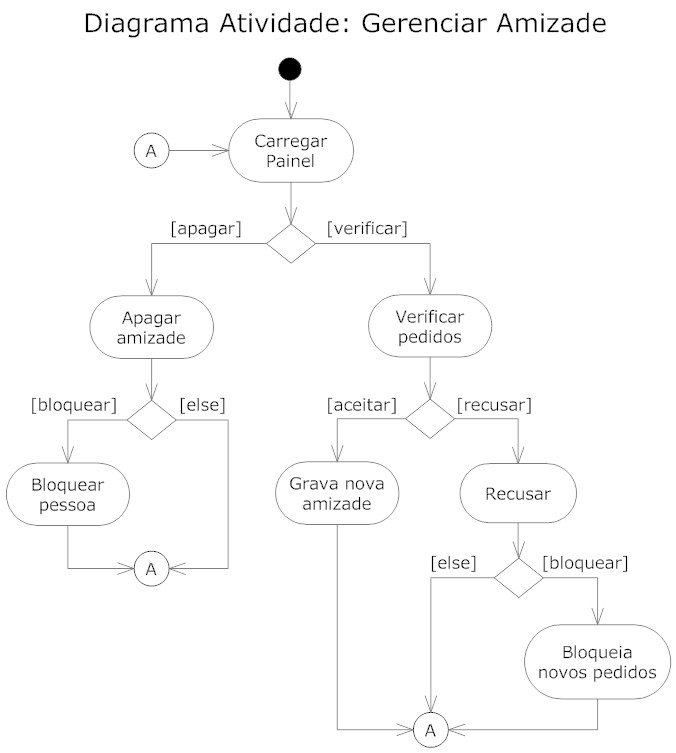 Diagrama Atividade: Gerenciar Amizade
Carregar
Painel
A
[apagar]
[verificar]
Apagar
amizade
Verificar
pedidos
[bloquear]
[else]
[aceitar]
[recusar]
Bloquear
pessoa
Grava nova
amizade
Recusar
A
[else]
[bloquear]
Bloqueia
novos pedidos
A